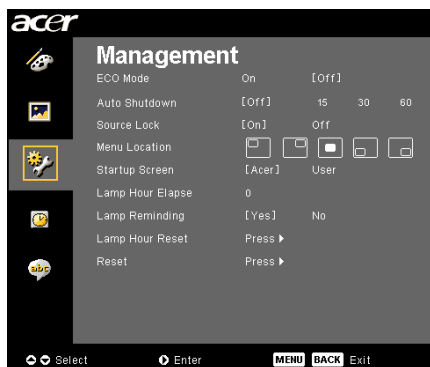 acer
Management
ECO Mode On [Off]
Auto Shutdown [Off] 15 30 60
Source Lock [On] Off
Menu Location
Startup Screen [Acer] User
Lamp Hour Elapse 0
Lamp Reminding [Yes] No
Lamp Hour Reset Press
Reset Press
abc
Select Enter MENU BACK Exit